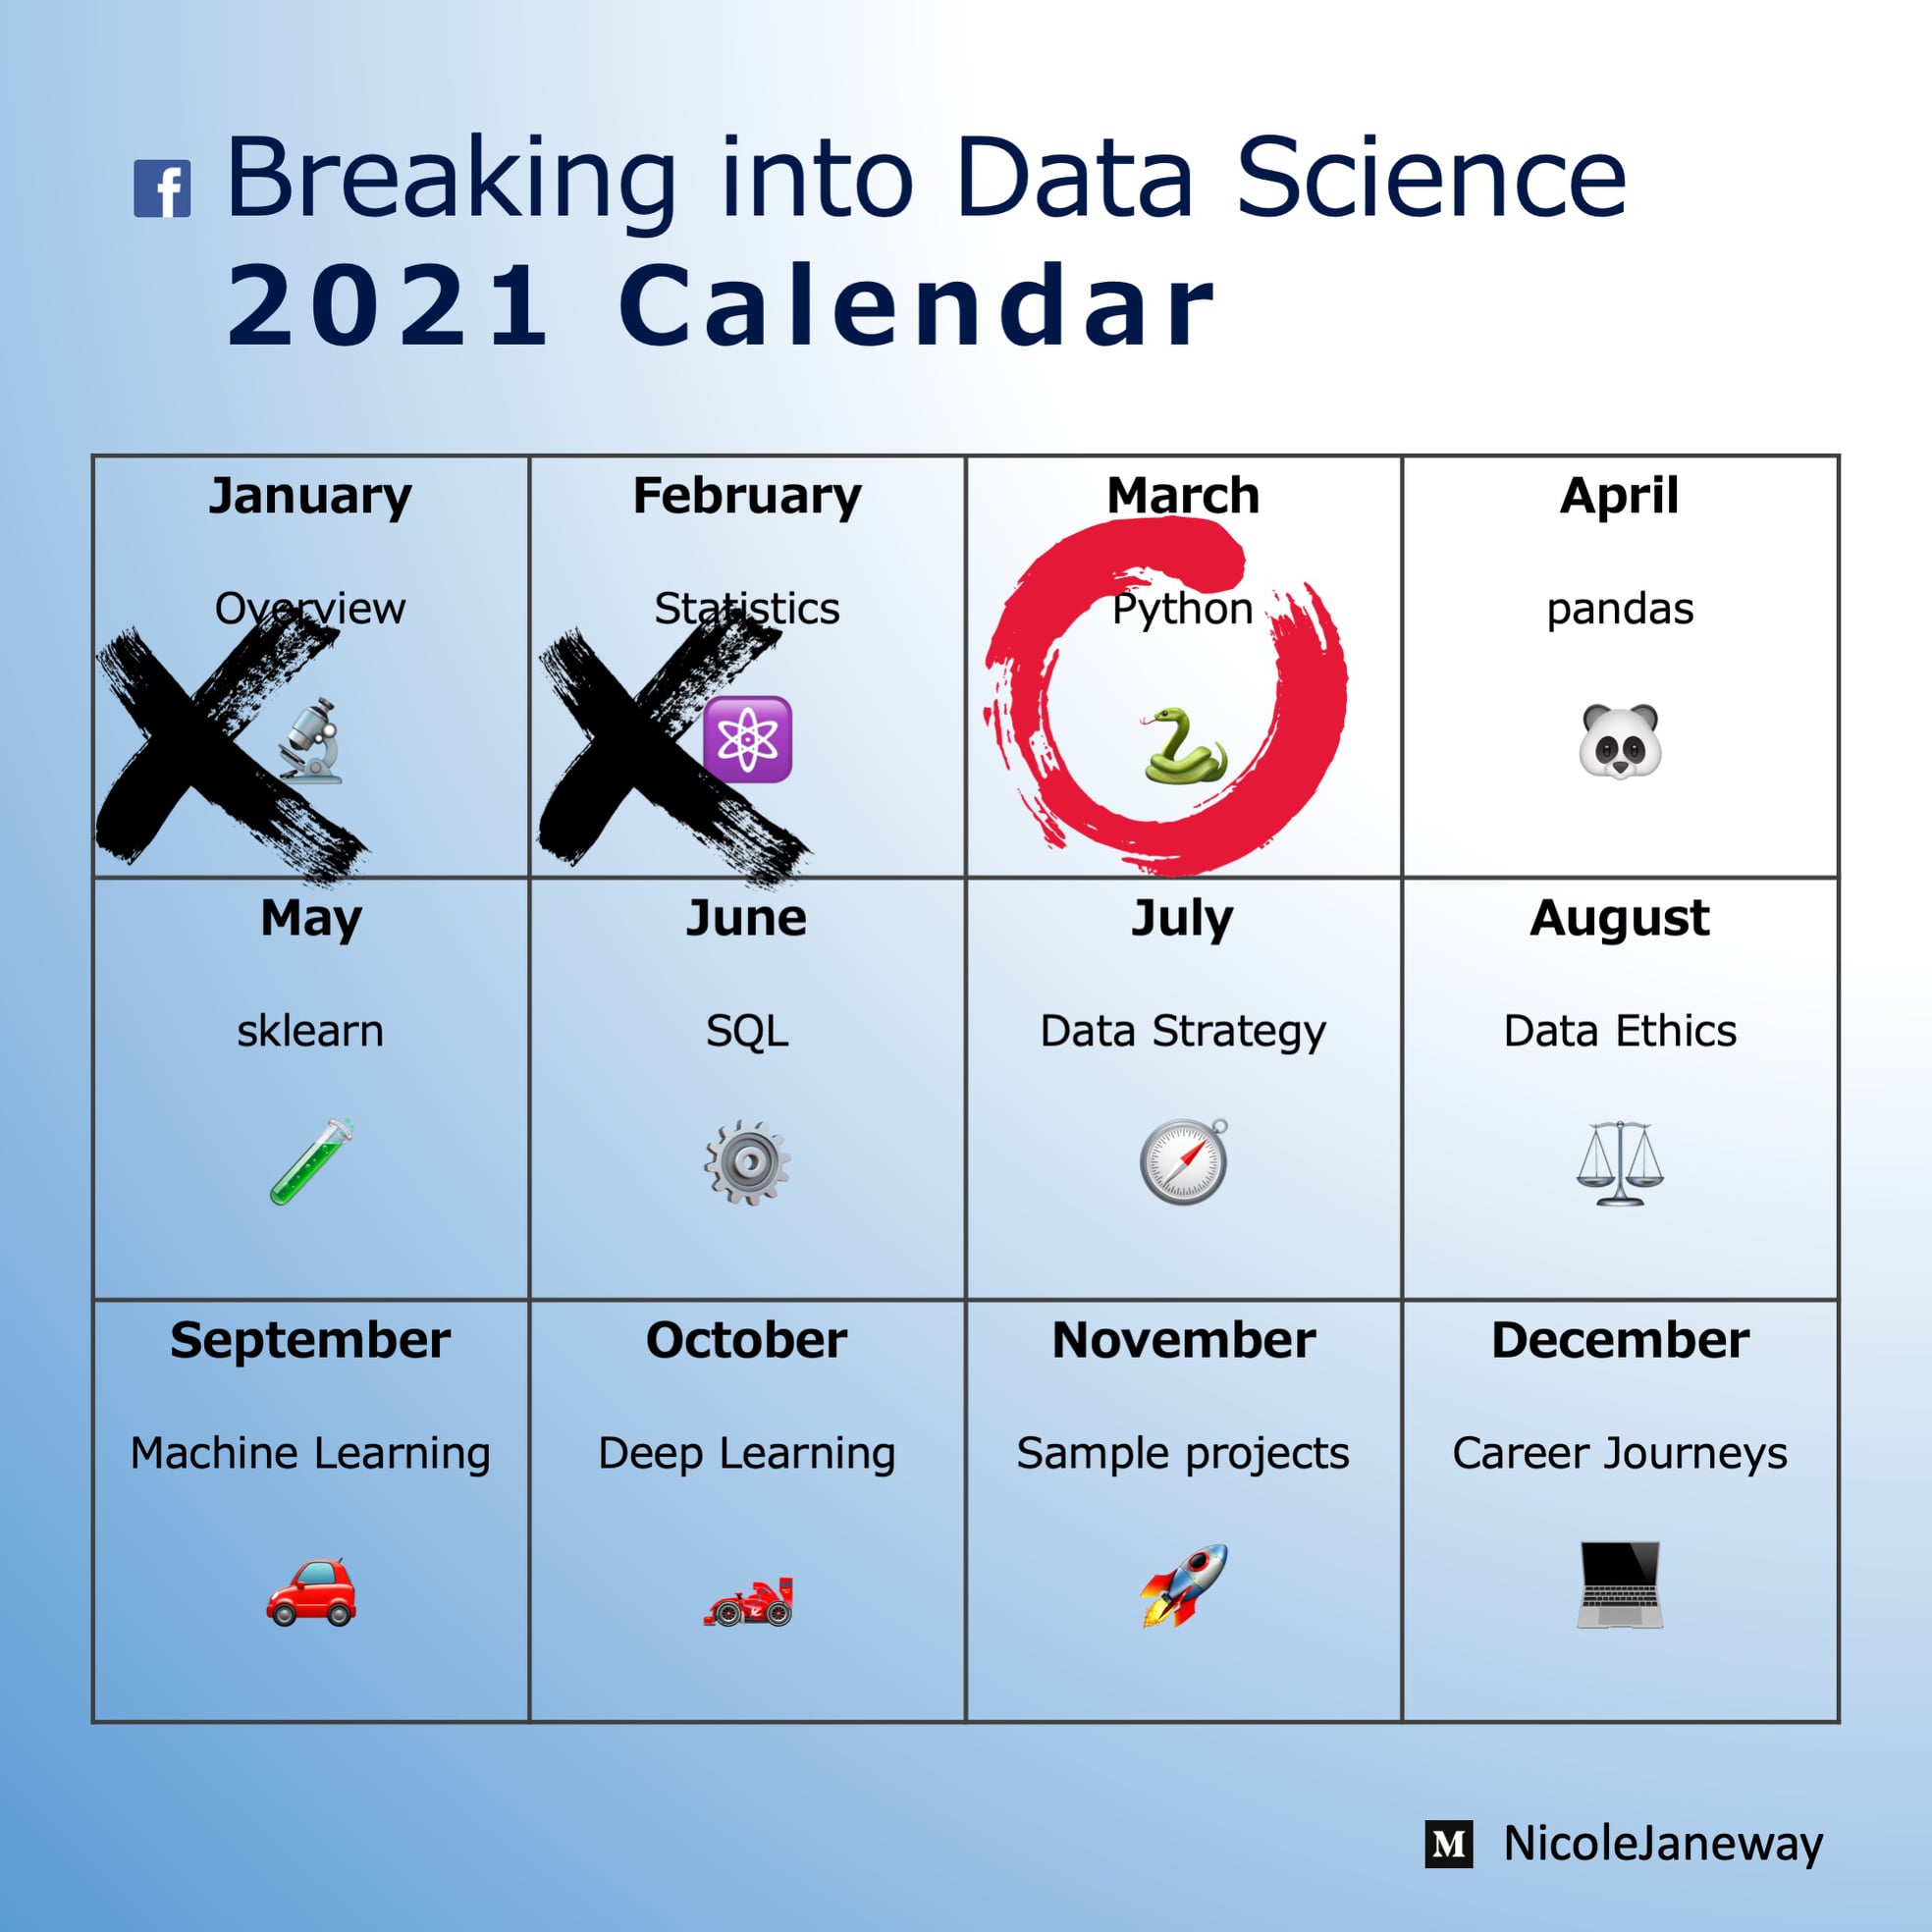 Breaking into Data Science
2021 Calendar
January
Overview
February
Statistics
March
Python
April
pandas
May
sklearn
June
SQL
July
Data Strategy
August
Data Ethics
September
Machine Learning
October
Deep Learning
November
Sample projects
December
Career Journeys
M NicoleJaneway